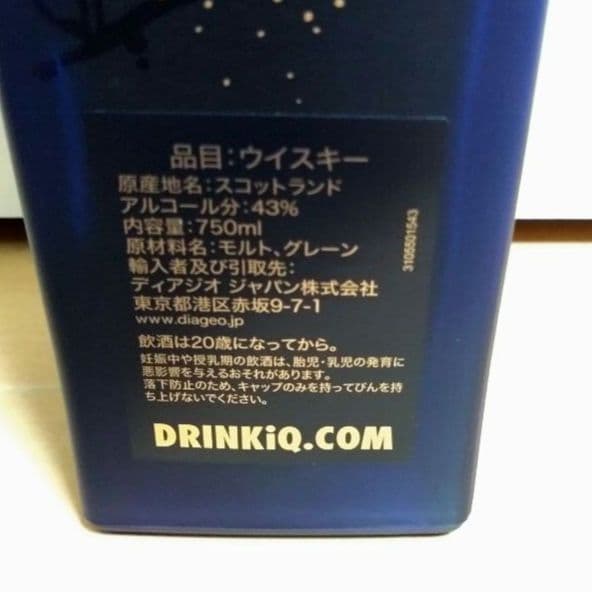 品目：ウイスキー
原産地名：スコットランド
アルコール分：43%
内容量：750ml
原材料名：モルト、グレーン
輸入者及び引取先：
ディアジオ ジャパン株式会社
東京都港区赤坂9-7-1
www.diageo.jp
飲酒は20歳になってから。
妊娠中や授乳期の飲酒は、胎児・乳児の発育に
悪影響を与えるおそれがあります。
落下防止のため、キャップのみを持ってびんを持
ち上げないでください。
DRINKiQ.COM
3105501543